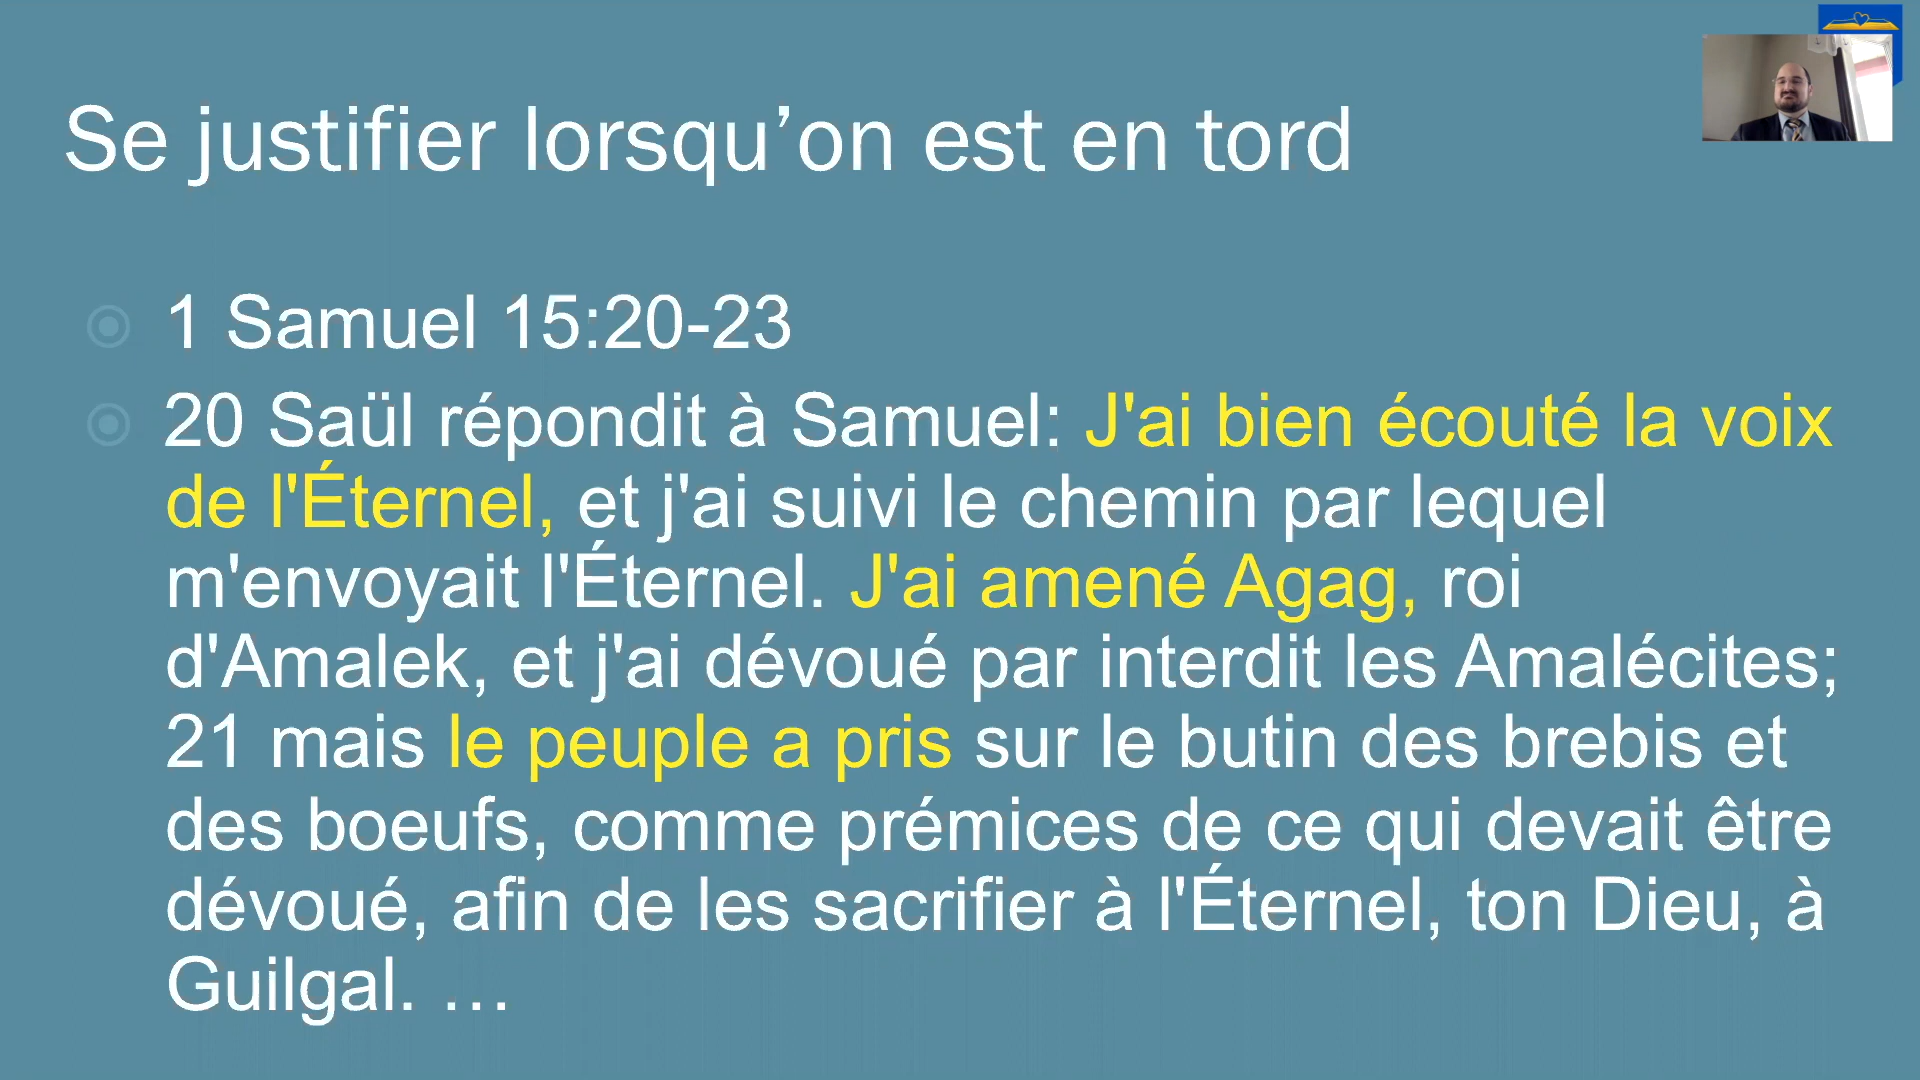 Se justifier lorsqu’on est en tord
1 Samuel 15:20-23
20 Saül répondit à Samuel: J'ai bien écouté la voix
de l'Éternel, et j'ai suivi le chemin par lequel
m'envoyait l'Éternel. J'ai amené Agag, roi
d'Amalek, et j'ai dévoué par interdit les Amalécites;
21 mais le peuple a pris sur le butin des brebis et
des boeufs, comme prémices de ce qui devait être
dévoué, afin de les sacrifier à l'Éternel, ton Dieu, à
Guilgal. …